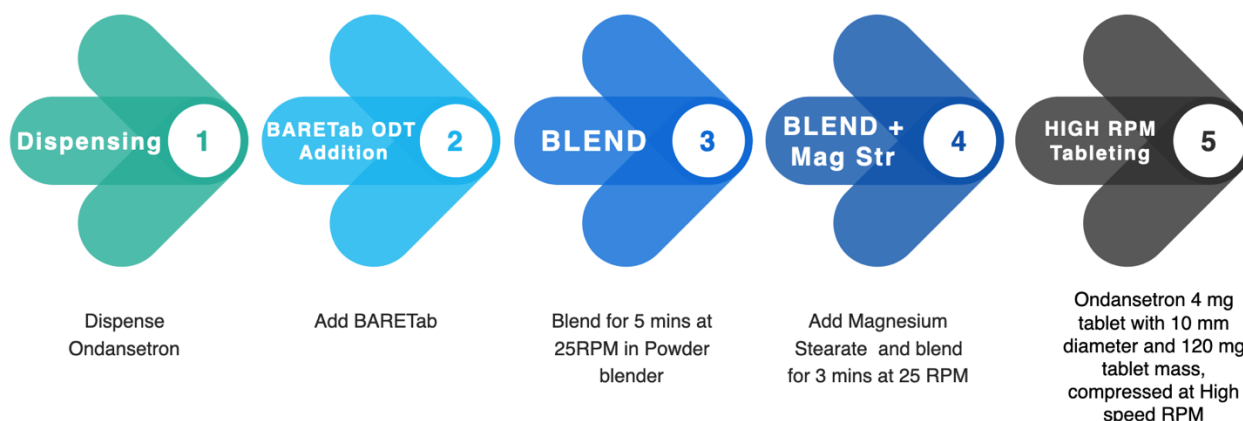 Dispensing
1
BARETab ODT
Addition
2
BLEND
3
BLEND +
Mag Str
4
HIGH RPM
Tableting
5
Dispense
Ondansetron
Add BARETab
Blend for 5 mins at
25RPM in Powder
blender
Add Magnesium
Stearate and blend
for 3 mins at 25 RPM
Ondansetron 4 mg
tablet with 10 mm
diameter and 120 mg
tablet mass,
compressed at High
speed RPM